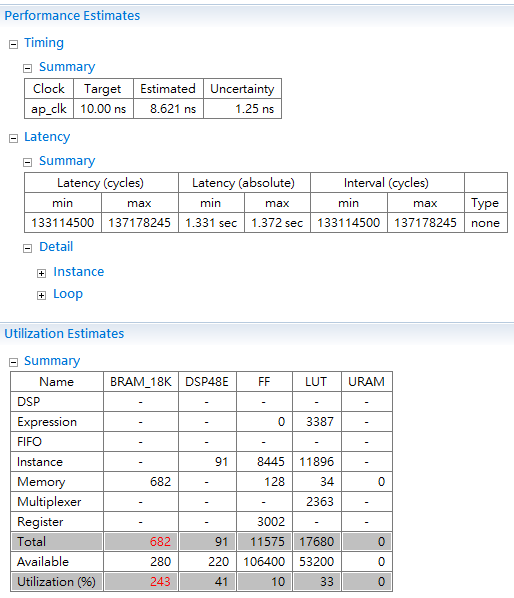 Performance Estimates
Timing
Summary
Clock Target Estimated Uncertainty
ap_clk 10.00 ns 8.621 ns 1.25 ns
Latency
Summary
Latency (cycles) Latency (absolute) Interval (cycles)
min max min max min max Type
133114500 137178245 1.331 sec 1.372 sec 133114500 137178245 none
Detail
Instance
Loop
Utilization Estimates
Summary
Name BRAM_18K DSP48E FF LUT URAM
DSP - - - - -
Expression - - 0 3387 -
FIFO - - - - -
Instance - 91 8445 11896 -
Memory 682 - 128 34 0
Multiplexer - - - 2363 -
Register - - 3002 - -
Total 682 91 11575 17680 0
Available 280 220 106400 53200 0
Utilization (%) 243 41 10 33 0